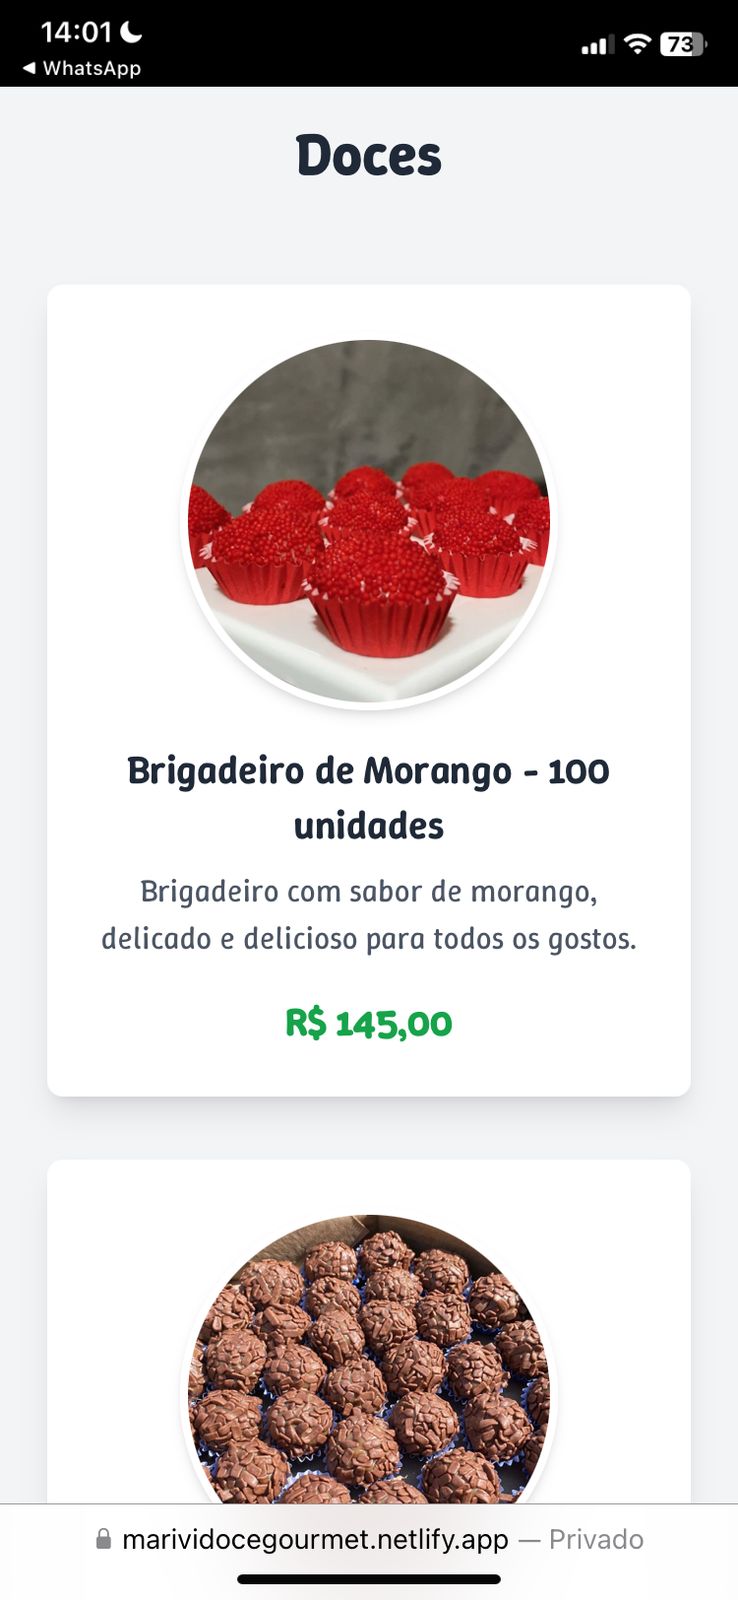 14:01
◀ WhatsApp
73
Doces
Brigadeiro de Morango - 100
unidades
Brigadeiro com sabor de morango,
delicado e delicioso para todos os gostos.
R$ 145,00
marividocegourmet.netlify.app — Privado